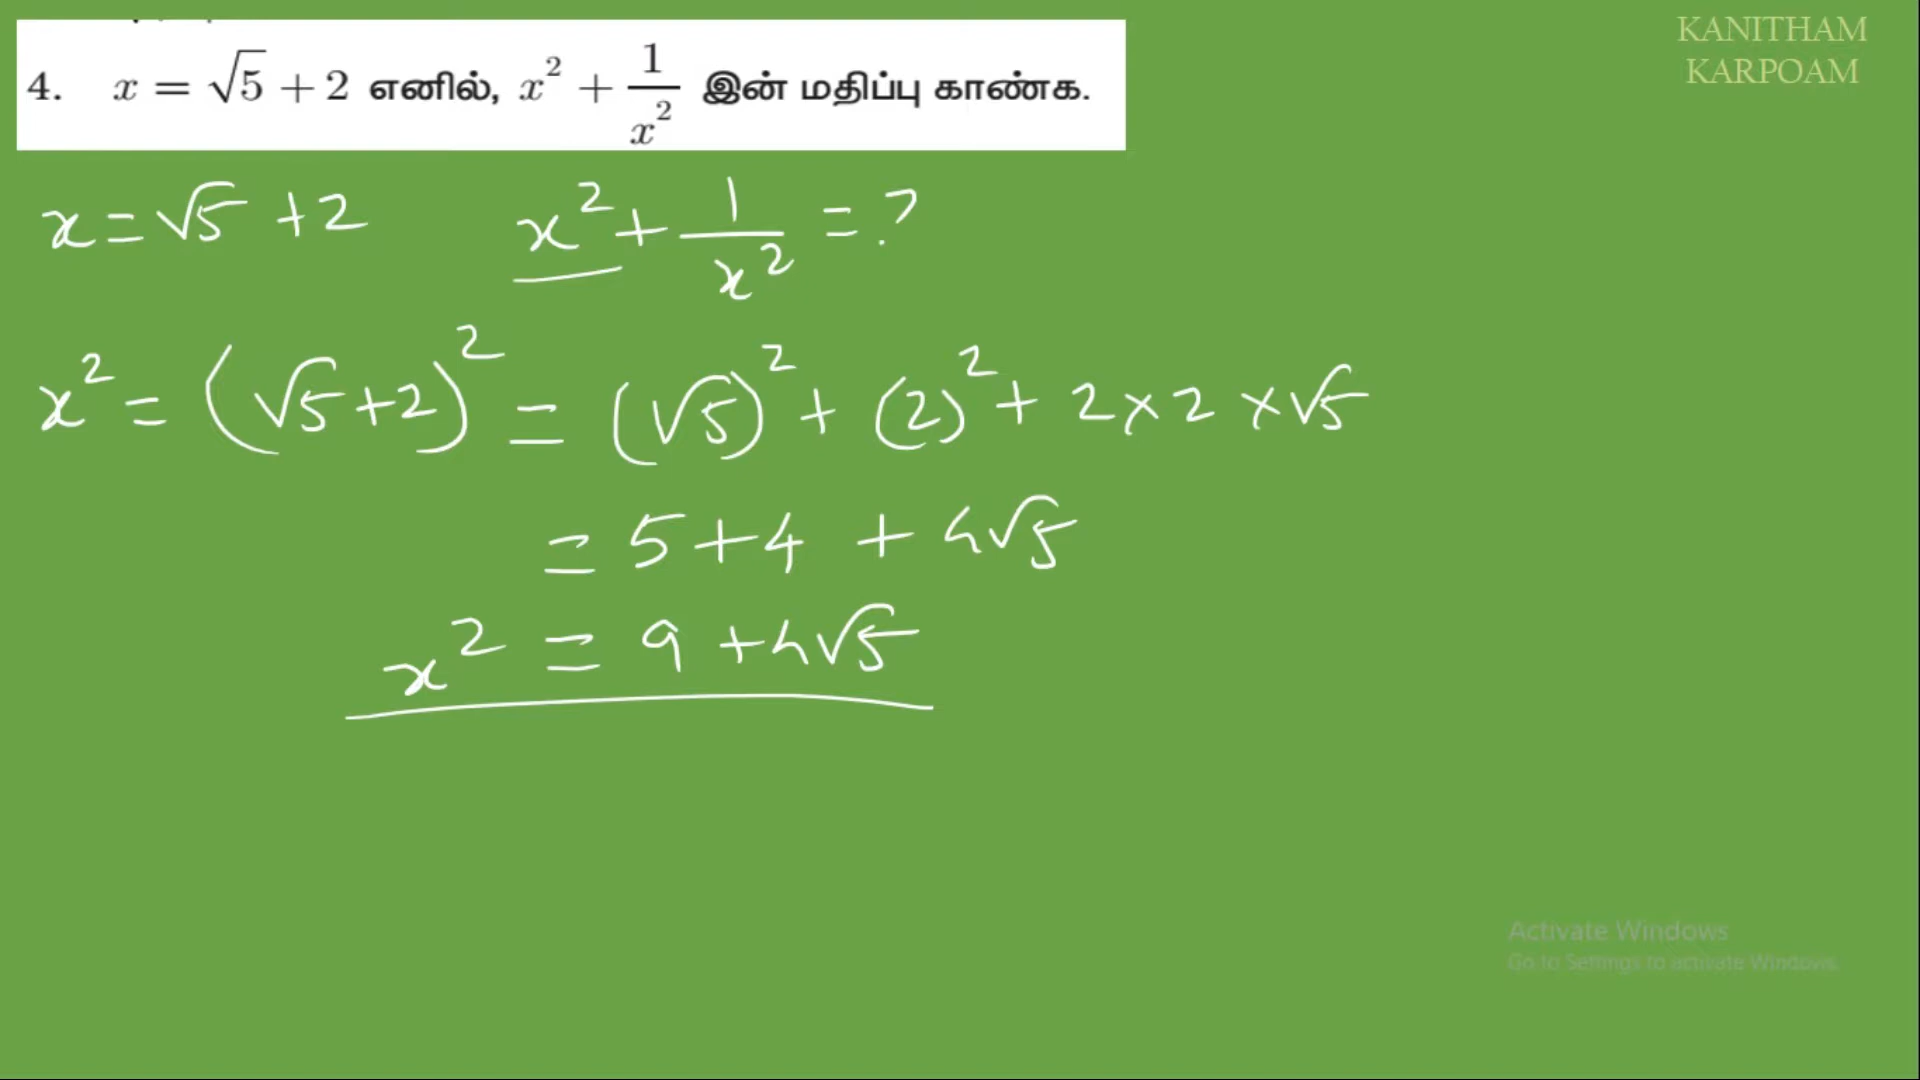 KANITHAM
KARPOAM
4. x = √5 + 2 எனில், x² + 1/x² இன் மதிப்பு காண்க.
x = √5 + 2 x² + 1/x² = ?
x² = (√5+2)² = (√5)² + (2)² + 2×2×√5
= 5+4 + 4√5
x² = 9 +4√5
Activate Windows
Go to Settings to activate Windows.